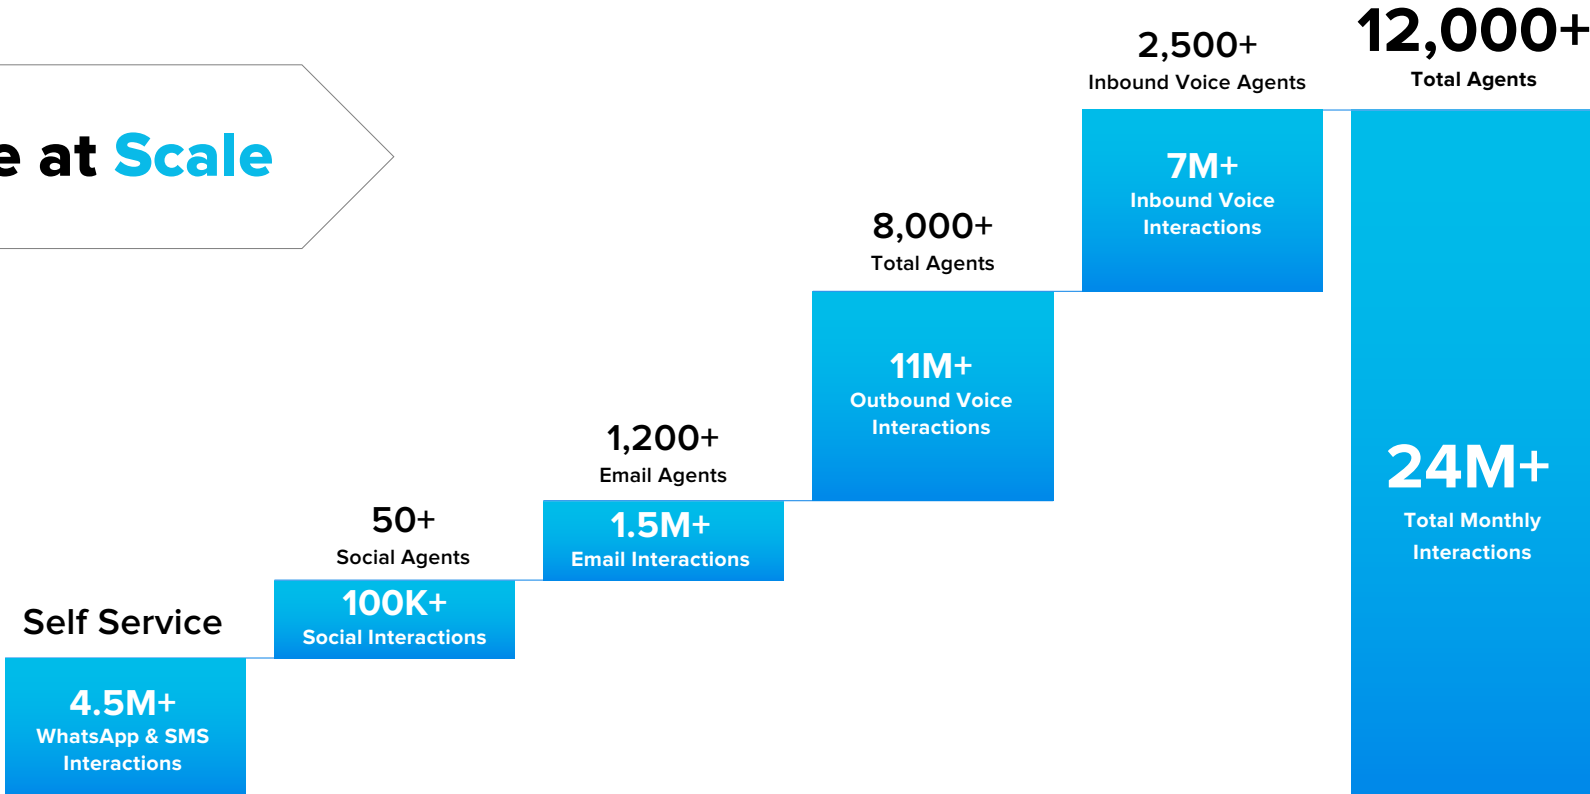 e at Scale
Self Service
4.5M+
WhatsApp & SMS
Interactions
50+
Social Agents
100K+
Social Interactions
1,200+
Email Agents
1.5M+
Email Interactions
8,000+
Total Agents
11M+
Outbound Voice
Interactions
2,500+
Inbound Voice Agents
7M+
Inbound Voice
Interactions
12,000+
Total Agents
24M+
Total Monthly
Interactions